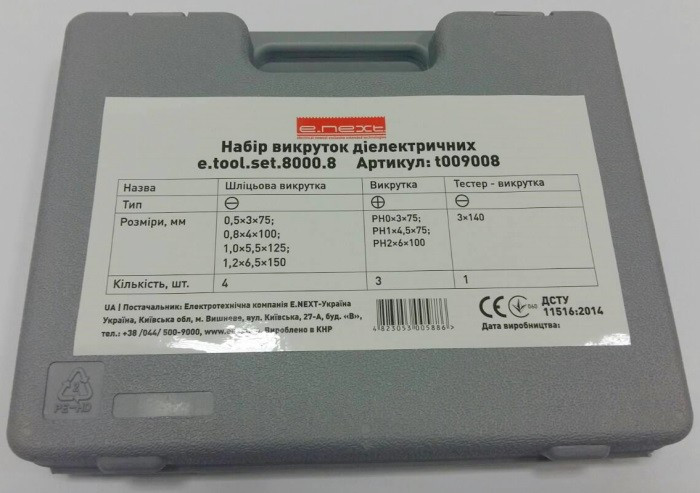 e.next
Набір викруток діелектричних
e.tool.set.8000.8 Артикул: t009008
Назва Шліцьова викрутка Викрутка Тестер - викрутка
Тип
Розміри, мм 0,5×3×75; PH0×3×75; 3×140
0,8×4×100; PH1×4,5×75;
1,0×5,5×125; PH2×6×100
1,2×6,5×150
Кількість, шт. 4 3 1
UA | Постачальник: Електротехнічна компанія E.NEXT-Україна
Україна, Київська обл, м. Вишневе, вул. Київська, 27-А, буд. «В»,
тел.: +38 /044/ 500-9000, Вироблено в КНР
4823053005886>
CE 040 ДСТУ
11516:2014
Дата виробництва:
PE-HD